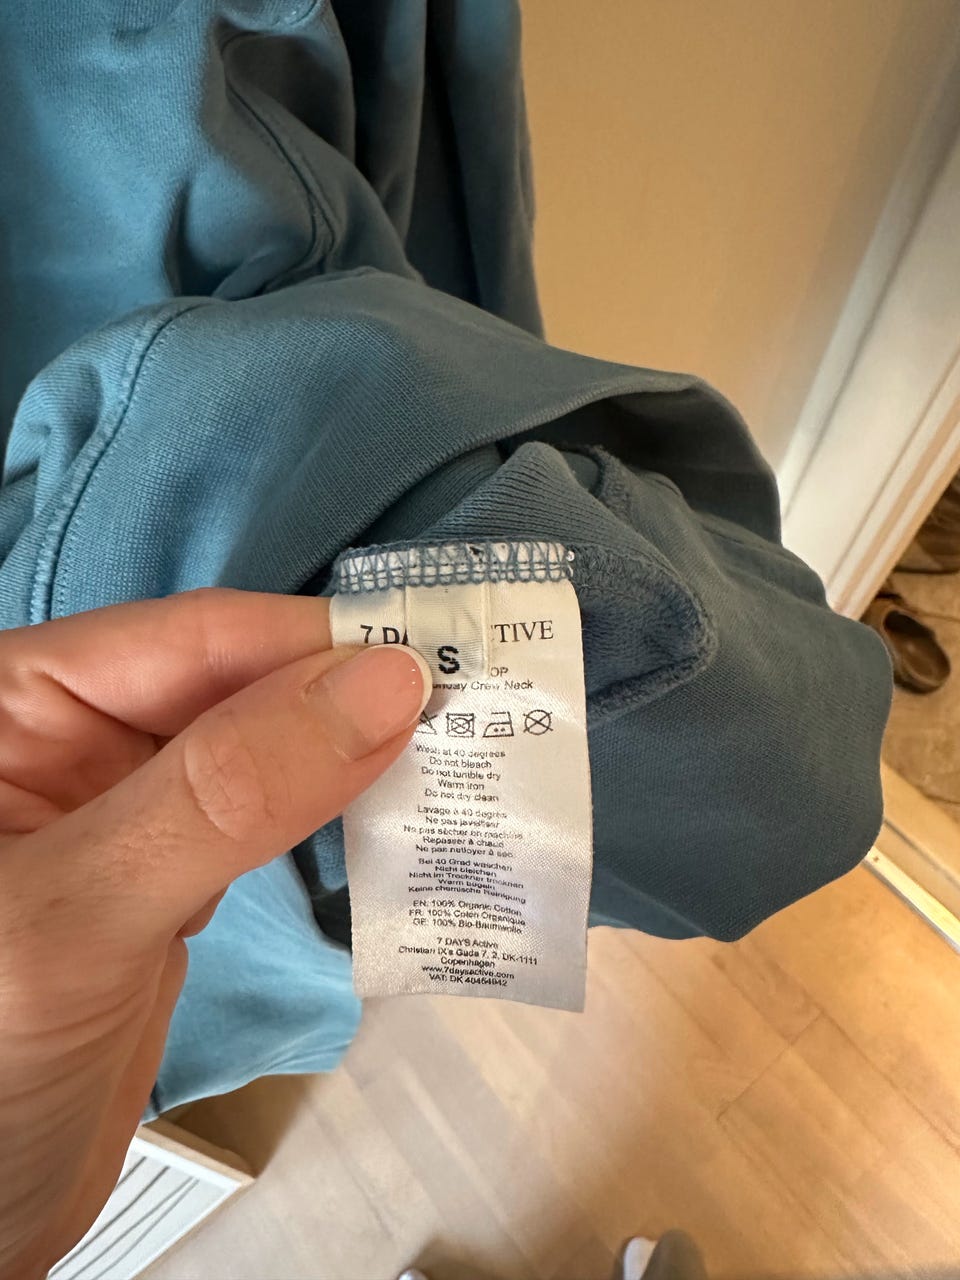 7 DA TIVE
S
OP
nday Crew Neck
Wash at 40 degrees
Do not bleach
Do not tumble dry
Warm iron
Do not dry clean
Lavage à 40 degrés
Ne pas javelliser
Ne pas sécher en machine
Repasser à chaud
Ne pas nettoyer à sec
Bei 40 Grad waschen
Nicht bleichen
Nicht im Trockner trocknen
Warm bügeln
Keine chemische Reinigung
EN: 100% Organic Cotton
FR: 100% Coton Organique
GE: 100% Bio-Baumwolle
7 DAYS Active
Christian IX's Gade 7, 2, DK-1111
Copenhagen
www.7daysactive.com
VAT: DK